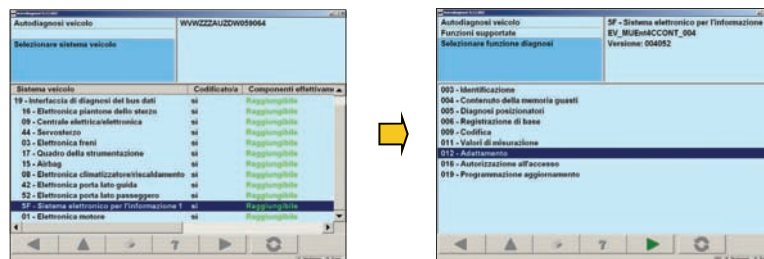 Autodiagnosi veicolo
WVWZZZAUZDW059064
Selezionare sistema veicolo
Sistema veicolo Codificato/a Componenti effettivame
19 - Interfaccia di diagnosi del bus dati si Raggiungibile
16 - Elettronica piantone dello sterzo si Raggiungibile
09 - Centrale elettrica/elettronica si Raggiungibile
44 - Servosterzo si Raggiungibile
03 - Elettronica freni si Raggiungibile
17 - Quadro della strumentazione si Raggiungibile
15 - Airbag si Raggiungibile
08 - Elettronica climatizzatore/riscaldamento si Raggiungibile
42 - Elettronica porta lato guida si Raggiungibile
52 - Elettronica porta lato passeggero si Raggiungibile
5F - Sistema elettronico per l'informazione 1 si Raggiungibile
01 - Elettronica motore si Raggiungibile
Autodiagnosi veicolo
Funzioni supportate
Selezionare funzione diagnosi
5F - Sistema elettronico per l'informazione
EV_MUEnt4CCONT_004
Versione: 004052
003 - Identificazione
004 - Contenuto della memoria guasti
005 - Diagnosi posizionatori
006 - Registrazione di base
009 - Codifica
011 - Valori di misurazione
012 - Adattamento
016 - Autorizzazione all'accesso
019 - Programmazione aggiornamento